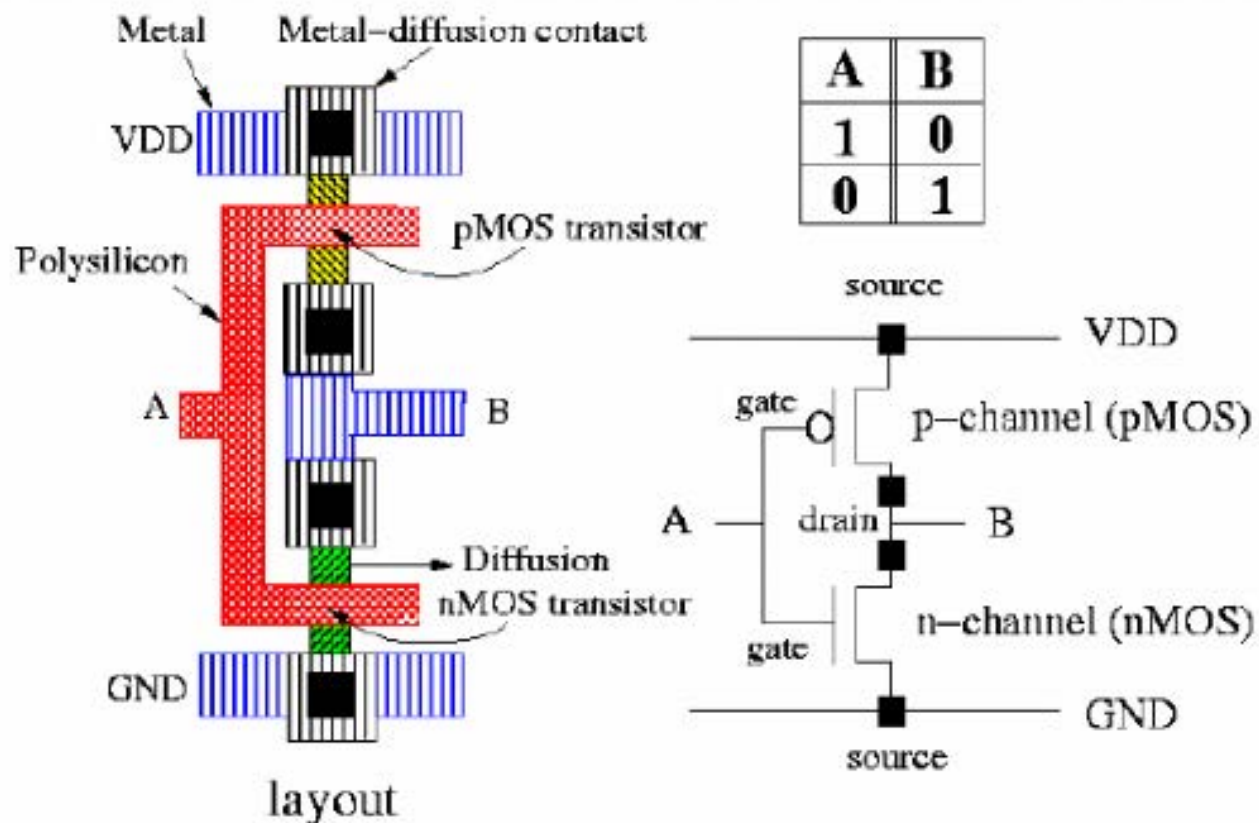 Metal
Metal-diffusion contact
VDD
pMOS transistor
Polysilicon
A
B
Diffusion
nMOS transistor
GND
layout
A B
1 0
0 1
source
VDD
gate
p-channel (pMOS)
A
drain
B
n-channel (nMOS)
gate
GND
source